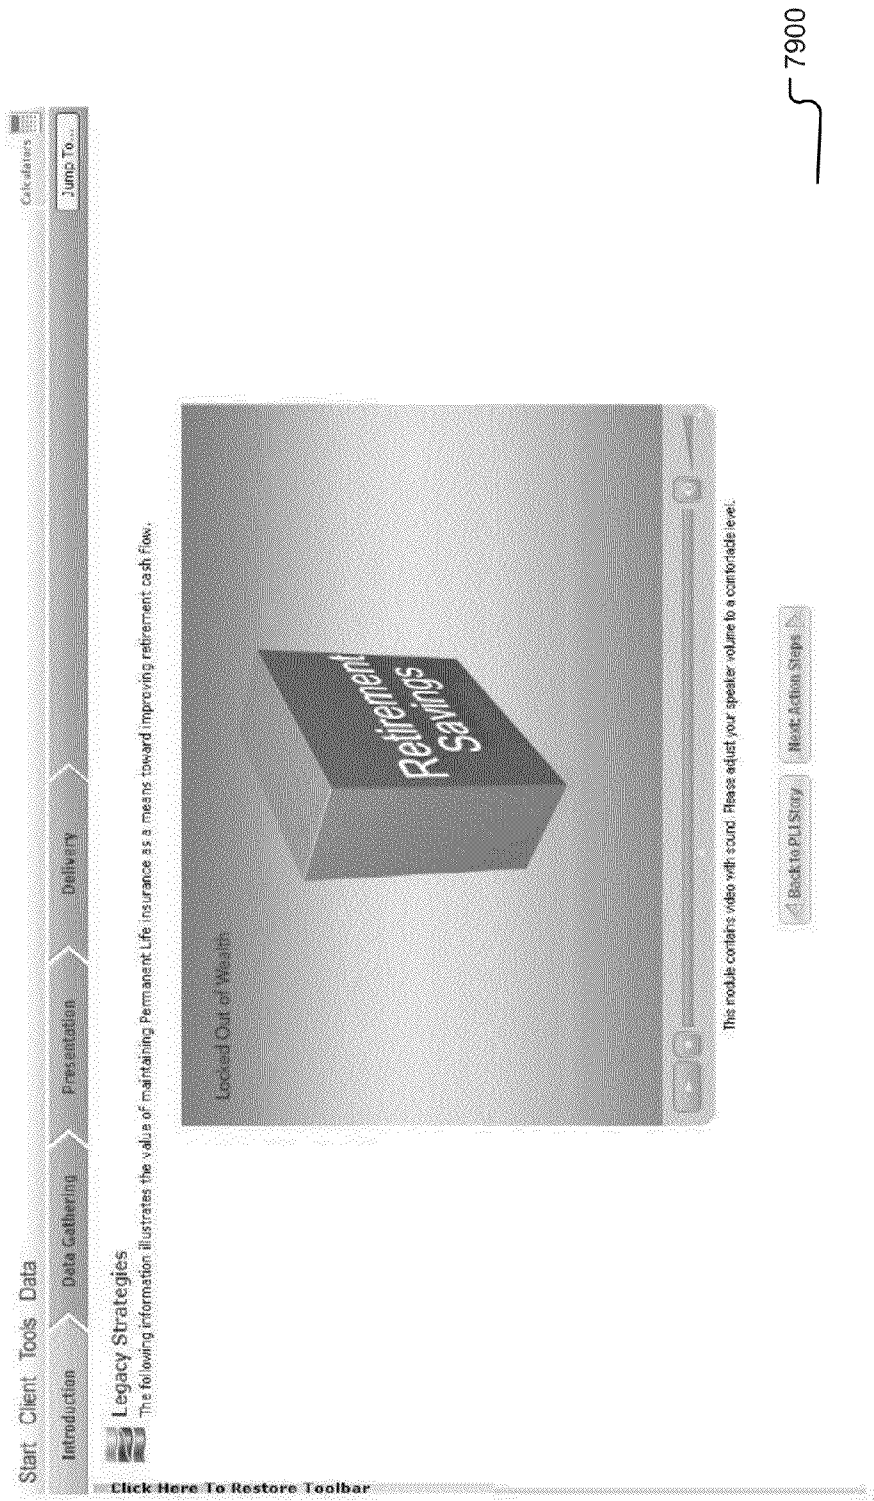 Start Client Tools Data
Calculators
Introduction
Data Gathering
Presentation
Delivery
Jump To...
Legacy Strategies
The following information illustrates the value of maintaining Permanent Life insurance as a means toward improving retirement cash flow.
Locked Out of Wealth
Retirement
Savings
This module contains video with sound. Please adjust your speaker volume to a comfortable level.
Back to PLI Story
Next: Action Steps
Click Here To Restore Toolbar
7900